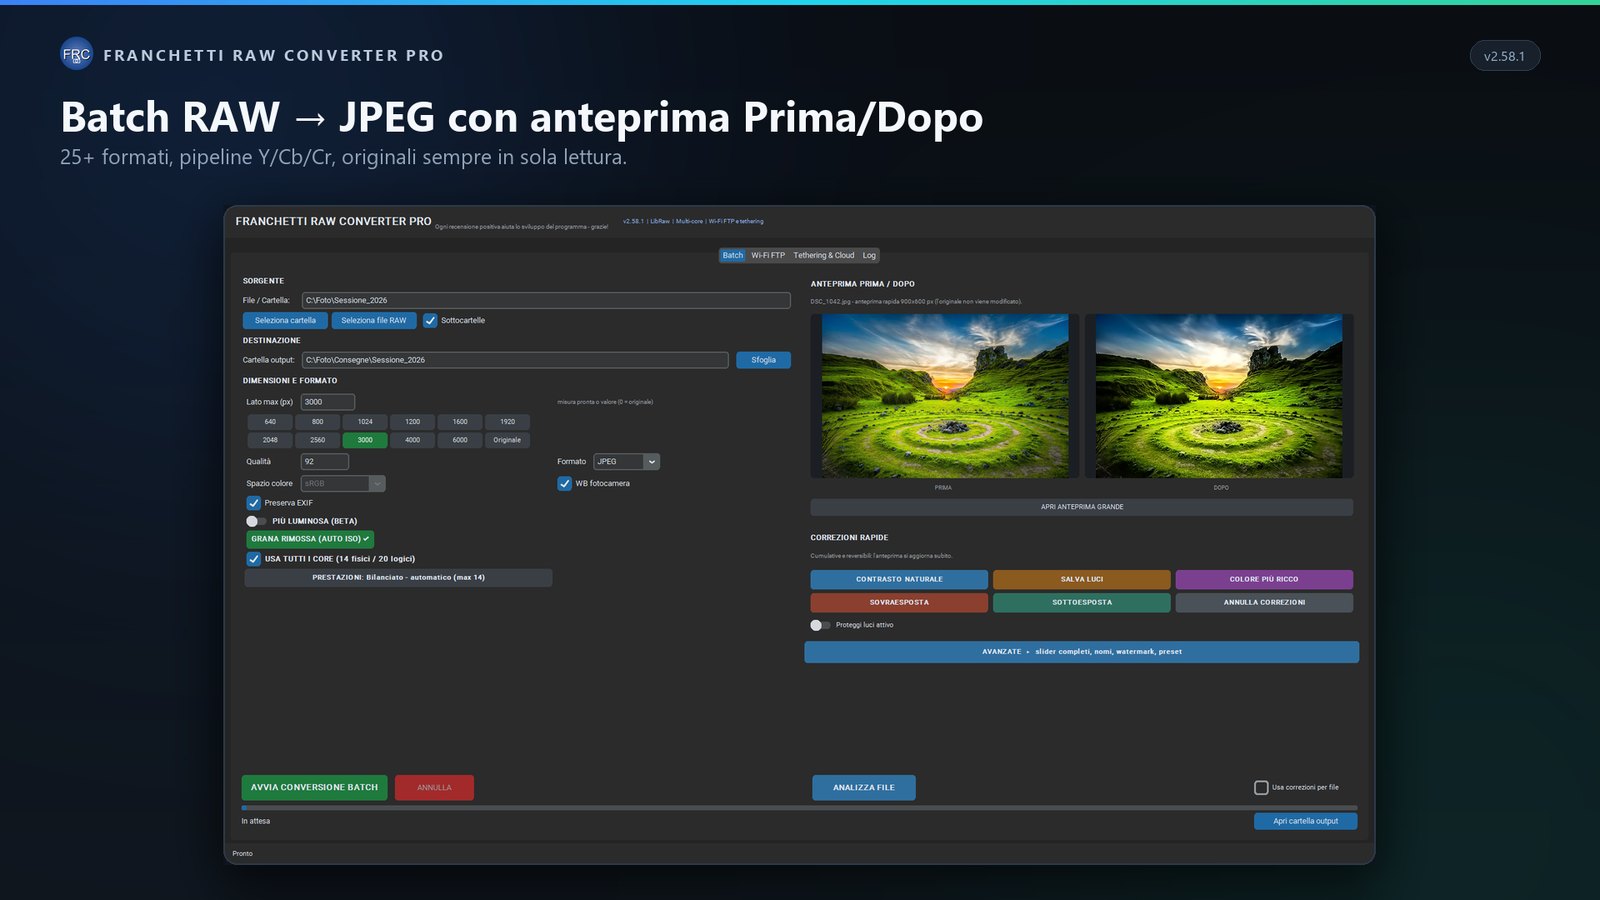 FRC
FRANCHETTI RAW CONVERTER PRO
v2.58.1
Batch RAW → JPEG con anteprima Prima/Dopo
25+ formati, pipeline Y/Cb/Cr, originali sempre in sola lettura.
FRANCHETTI RAW CONVERTER PRO Ogni recensione positiva aiuta lo sviluppo del programma - grazie! v2.58.1 | LibRaw | Multi-core | Wi-Fi FTP e tethering
Batch Wi-Fi FTP Tethering & Cloud Log
SORGENTE
File / Cartella: C:\Foto\Sessione_2026
Seleziona cartella Seleziona file RAW Sottocartelle
DESTINAZIONE
Cartella output: C:\Foto\Consegne\Sessione_2026 Sfoglia
DIMENSIONI E FORMATO
Lato max (px) 3000 misura pronta o valore (0 = originale)
640 800 1024 1200 1600 1920
2048 2560 3000 4000 6000 Originale
Qualità 92 Formato JPEG
Spazio colore sRGB WB fotocamera
Preserva EXIF
PIÙ LUMINOSA (BETA)
GRANA RIMOSSA (AUTO ISO) ✓
USA TUTTI I CORE (14 fisici / 20 logici)
PRESTAZIONI: Bilanciato - automatico (max 14)
ANTEPRIMA PRIMA / DOPO
DSC_1042.jpg - anteprima rapida 900x600 px (l'originale non viene modificato).
PRIMA DOPO
APRI ANTEPRIMA GRANDE
CORREZIONI RAPIDE
Cumulative e reversibili: l'anteprima si aggiorna subito.
CONTRASTO NATURALE SALVA LUCI COLORE PIÙ RICCO
SOVRAESPOSTA SOTTOESPOSTA ANNULLA CORREZIONI
Proteggi luci attivo
AVANZATE ▸ slider completi, nomi, watermark, preset
AVVIA CONVERSIONE BATCH ANNULLA ANALIZZA FILE Usa correzioni per file
In attesa Apri cartella output
Pronto